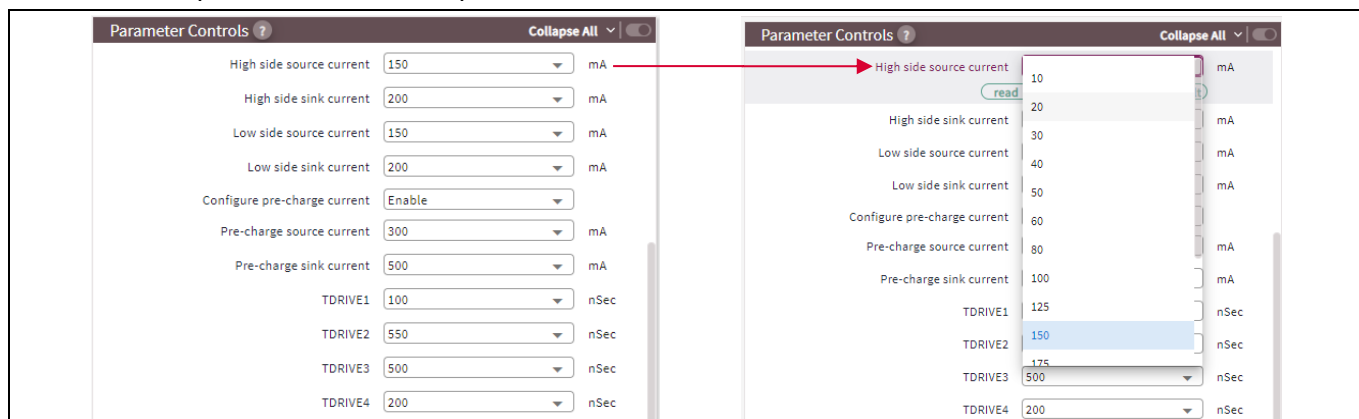 Parameter Controls ? Collapse All
High side source current 150 mA
High side sink current 200 mA
Low side source current 150 mA
Low side sink current 200 mA
Configure pre-charge current Enable
Pre-charge source current 300 mA
Pre-charge sink current 500 mA
TDRIVE1 100 nSec
TDRIVE2 550 nSec
TDRIVE3 500 nSec
TDRIVE4 200 nSec
Parameter Controls ? Collapse All
High side source current mA
read
High side sink current mA
Low side source current mA
Low side sink current mA
Configure pre-charge current
Pre-charge source current mA
Pre-charge sink current mA
TDRIVE1 nSec
TDRIVE2 nSec
TDRIVE3 500 nSec
TDRIVE4 200 nSec
10
20
30
40
50
60
80
100
125
150
175